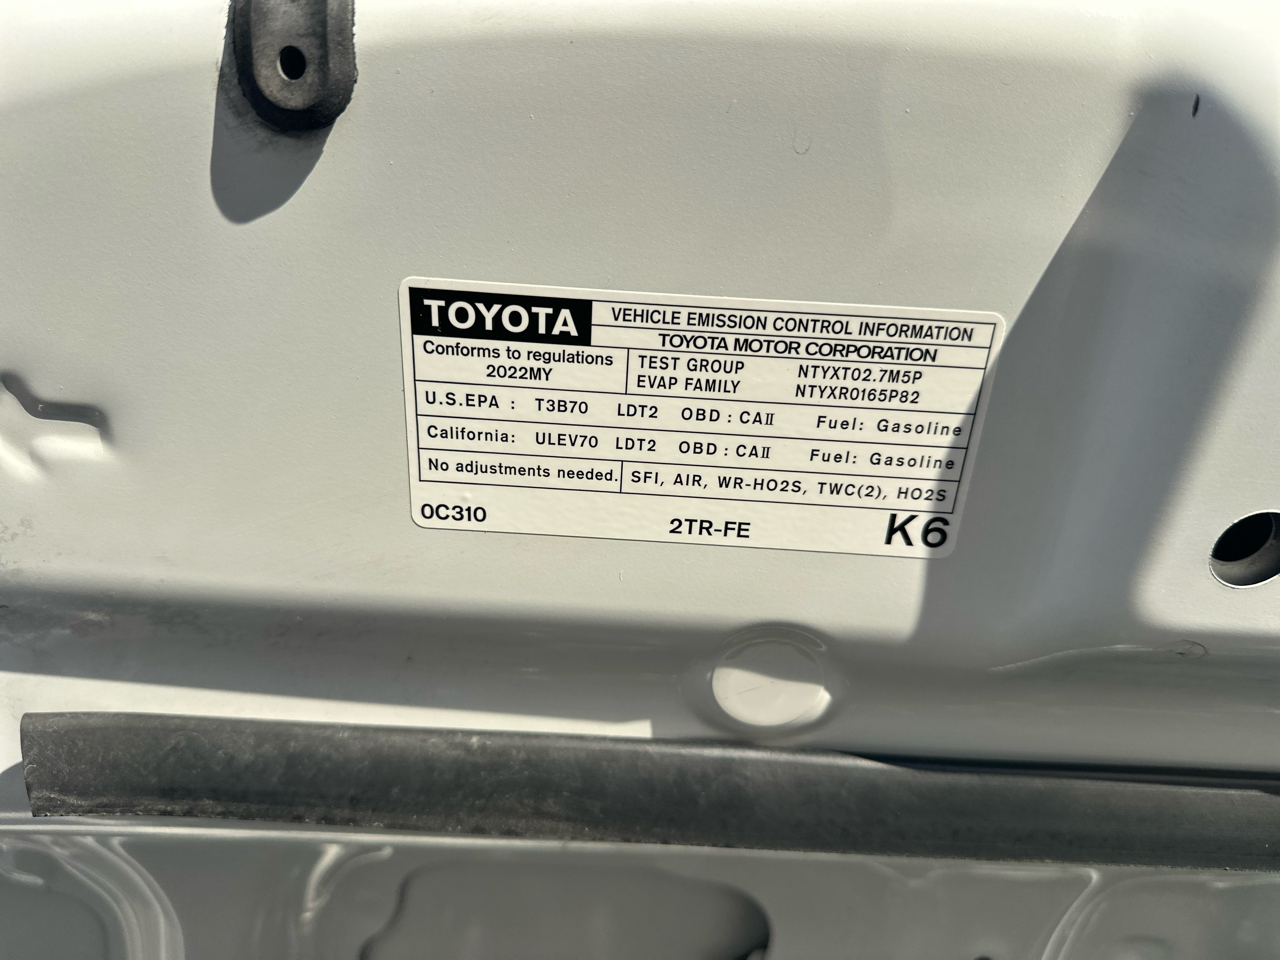 TOYOTA
VEHICLE EMISSION CONTROL INFORMATION
TOYOTA MOTOR CORPORATION
Conforms to regulations
2022MY
TEST GROUP NTYXT02.7M5P
EVAP FAMILY NTYXR0165P82
U.S.EPA : T3B70 LDT2 OBD : CAⅡ Fuel: Gasoline
California: ULEV70 LDT2 OBD : CAⅡ Fuel: Gasoline
No adjustments needed. SFI, AIR, WR-HO2S, TWC(2), HO2S
0C310 2TR-FE K6